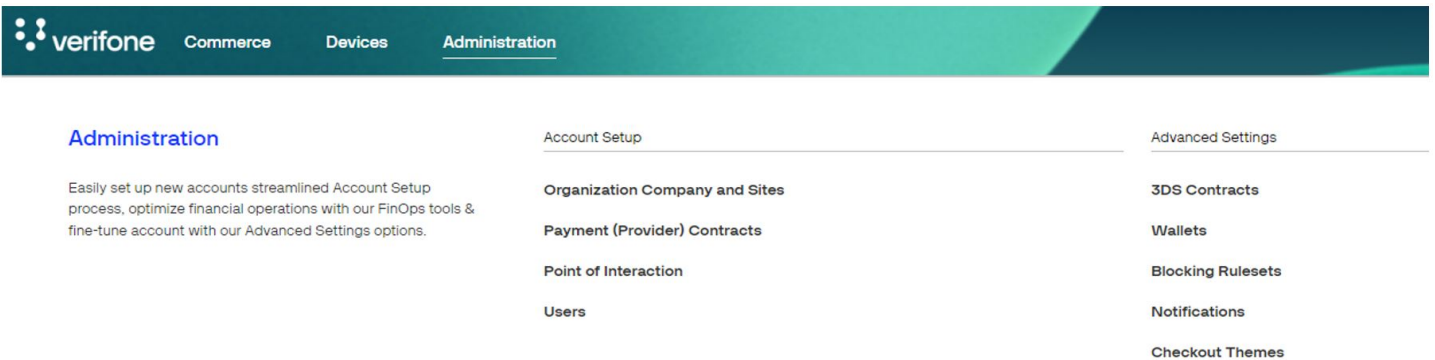 verifone Commerce Devices Administration
Administration
Easily set up new accounts streamlined Account Setup
process, optimize financial operations with our FinOps tools &
fine-tune account with our Advanced Settings options.
Account Setup
Organization Company and Sites
Payment (Provider) Contracts
Point of Interaction
Users
Advanced Settings
3DS Contracts
Wallets
Blocking Rulesets
Notifications
Checkout Themes